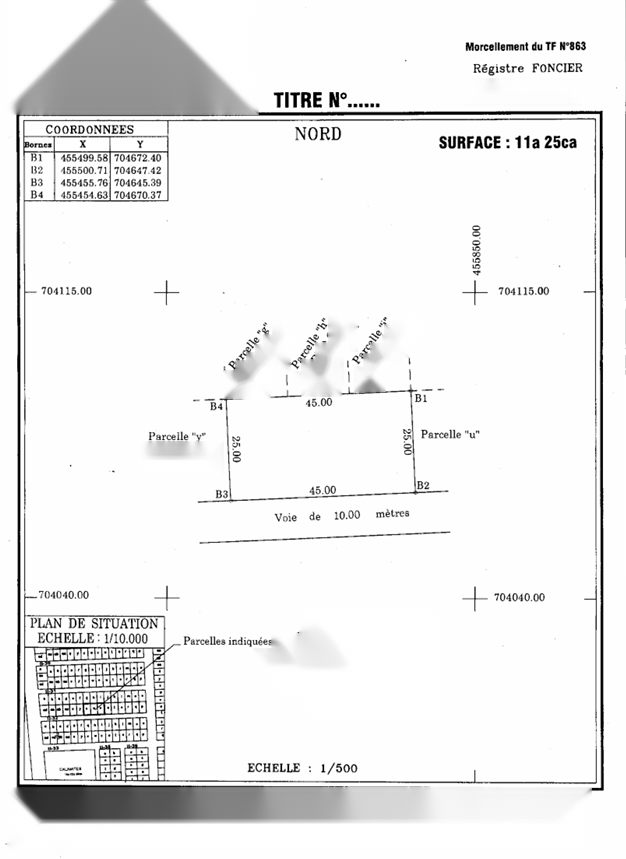 Morcellement du TF N°863
Régistre FONCIER
TITRE N°......
COORDONNEES
Bornes X Y
B1 455499.58 704672.40
B2 455500.71 704647.42
B3 455455.76 704645.39
B4 455454.63 704670.37
NORD
SURFACE : 11a 25ca
455850.00
704115.00
704115.00
Parcelle "g"
Parcelle "h"
Parcelle "i"
B4
45.00
B1
Parcelle "v"
25.00
25.00
Parcelle "u"
B3
45.00
B2
Voie de 10.00 mètres
704040.00
704040.00
PLAN DE SITUATION
ECHELLE : 1/10.000
Parcelles indiquées
ECHELLE : 1/500